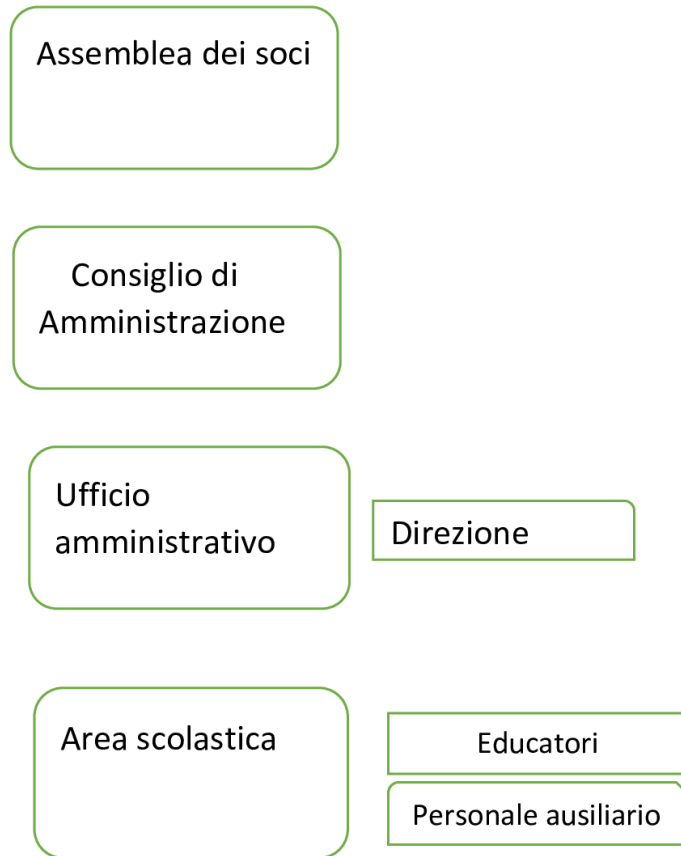 Assemblea dei soci
Consiglio di
Amministrazione
Ufficio
amministrativo
Direzione
Area scolastica
Educatori
Personale ausiliario